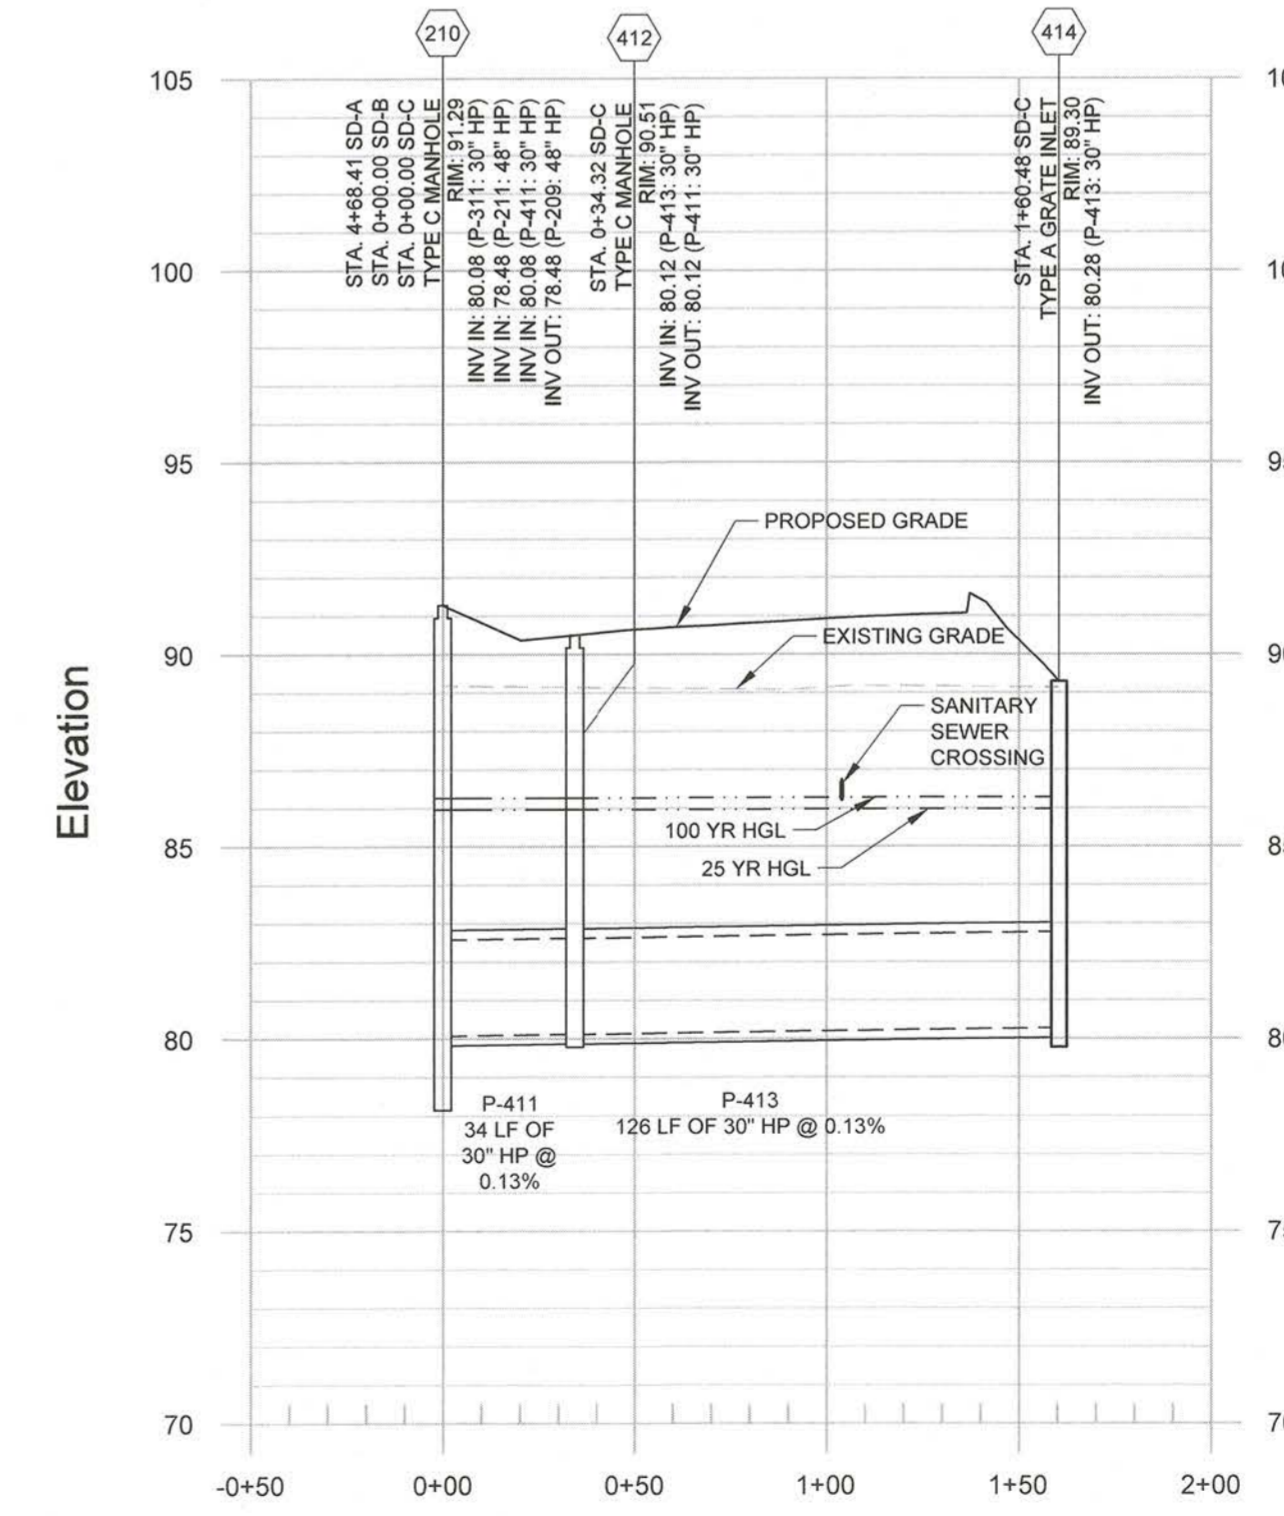 210
412
414
105
STA. 4+68.41 SD-A
STA. 0+00.00 SD-B
STA. 0+00.00 SD-C
TYPE C MANHOLE
RIM: 91.29
INV IN: 80.08 (P-311: 30" HP)
INV IN: 78.48 (P-211: 48" HP)
INV IN: 80.08 (P-411: 30" HP)
INV OUT: 78.48 (P-209: 48" HP)
STA. 0+34.32 SD-C
TYPE C MANHOLE
RIM: 90.51
INV IN: 80.12 (P-413: 30" HP)
INV OUT: 80.12 (P-411: 30" HP)
STA. 1+60.48 SD-C
TYPE A GRATE INLET
RIM: 89.30
INV OUT: 80.28 (P-413: 30" HP)
100
95
PROPOSED GRADE
90
EXISTING GRADE
Elevation
SANITARY
SEWER
CROSSING
100 YR HGL
85
25 YR HGL
80
P-411
34 LF OF
30" HP @
0.13%
P-413
126 LF OF 30" HP @ 0.13%
75
70
-0+50
0+00
0+50
1+00
1+50
2+00